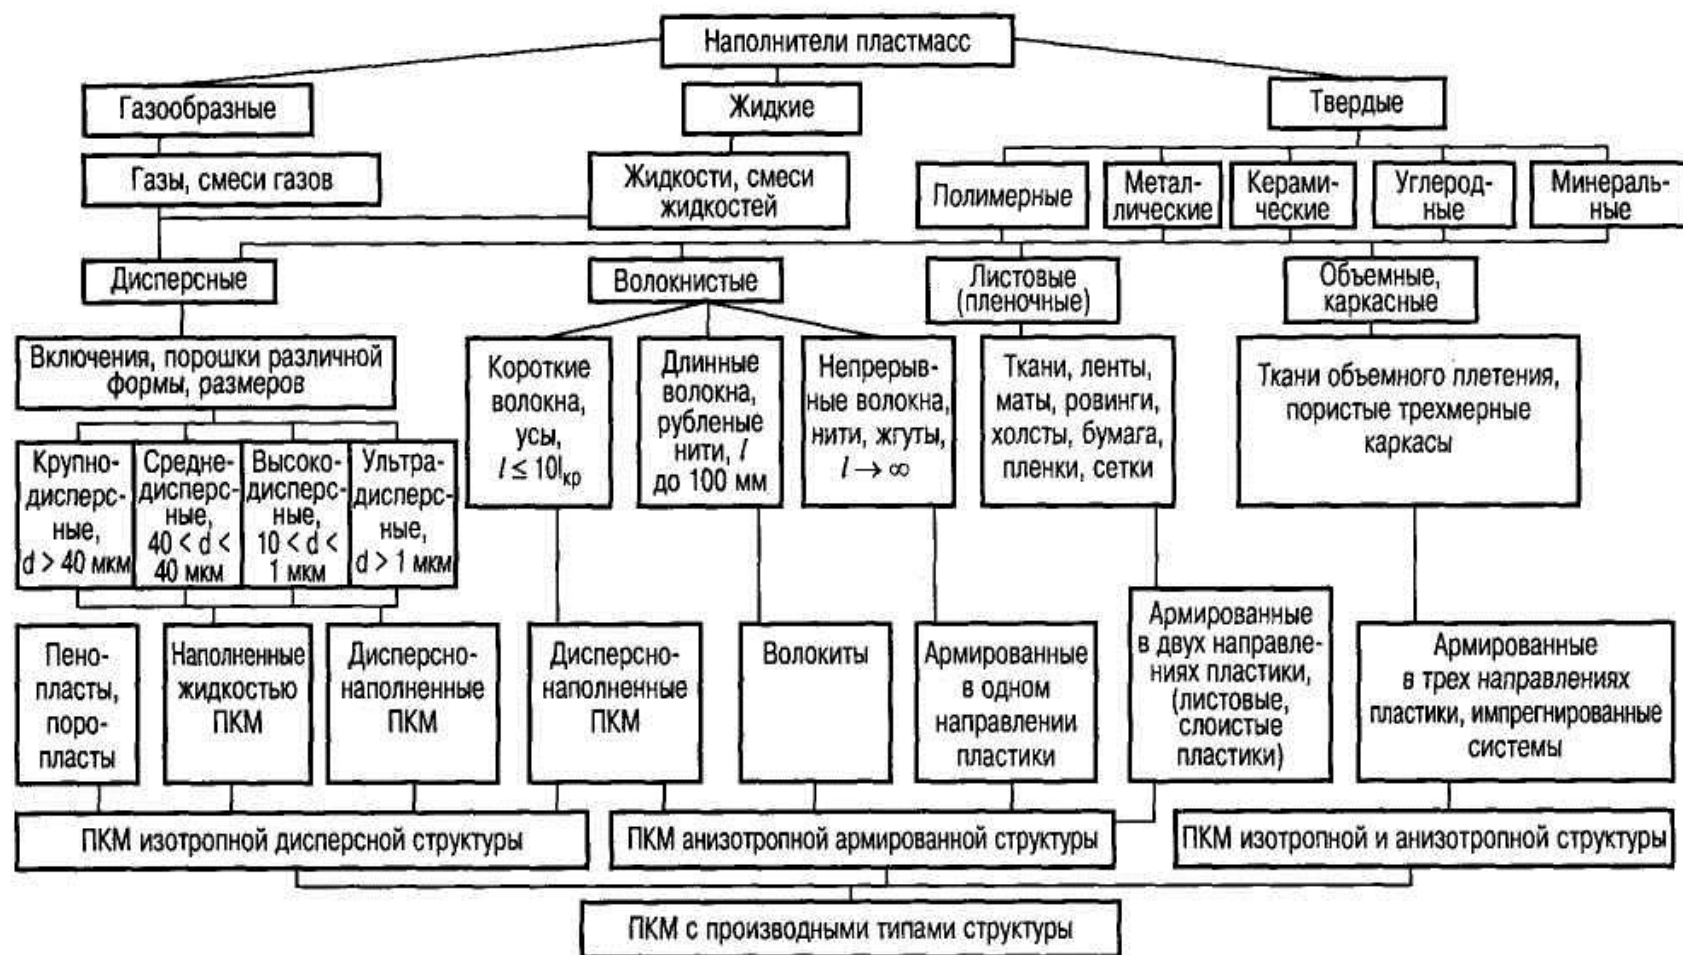 Наполнители пластмасс
Газообразные
Жидкие
Твердые
Газы, смеси газов
Жидкости, смеси
жидкостей
Полимерные
Метал-
лические
Керами-
ческие
Углерод-
ные
Минераль-
ные
Дисперсные
Волокнистые
Листовые
(пленочные)
Объемные,
каркасные
Включения, порошки различной
формы, размеров
Короткие
волокна,
усы,
l ≤ 10l кр
Длинные
волокна,
рубленые
нити, l
до 100 мм
Непрерыв-
ные волокна,
нити, жгуты,
l → ∞
Ткани, ленты,
маты, ровинги,
холсты, бумага,
пленки, сетки
Ткани объемного плетения,
пористые трехмерные
каркасы
Крупно-
дисперс-
ные,
d > 40 мкм
Средне-
дисперс-
ные,
40 < d <
40 мкм
Высоко-
дисперс-
ные,
10 < d <
1 мкм
Ультра-
дисперс-
ные,
d > 1 мкм
Пено-
пласты,
поро-
пласты
Наполненные
жидкостью
ПКМ
Дисперсно-
наполненные
ПКМ
Дисперсно-
наполненные
ПКМ
Волокиты
Армированные
в одном
направлении
пластики
Армированные
в двух направле-
ниях пластики,
(листовые,
слоистые
пластики)
Армированные
в трех направлениях
пластики, импрегнированные
системы
ПКМ изотропной дисперсной структуры
ПКМ анизотропной армированной структуры
ПКМ изотропной и анизотропной структуры
ПКМ с производными типами структуры